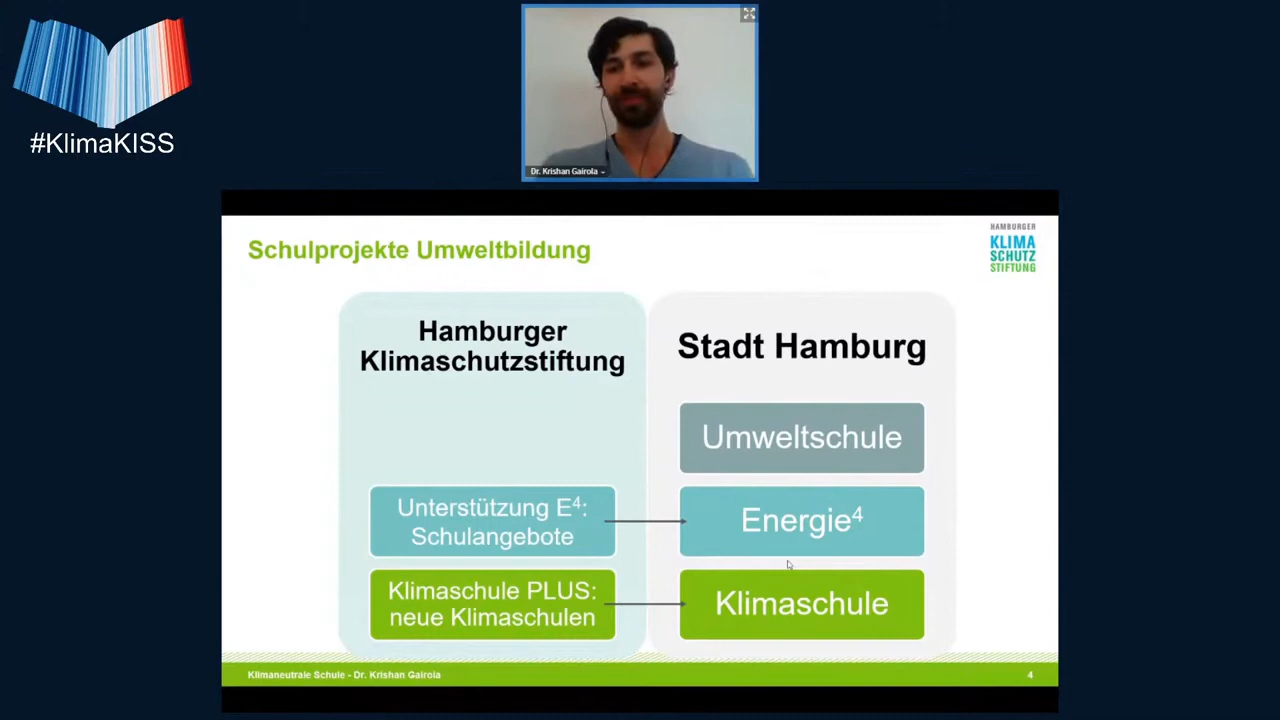 #KlimaKISS
Dr. Krishan Gairola
Schulprojekte Umweltbildung
HAMBURGER
KLIMA
SCHUTZ
STIFTUNG
Hamburger
Klimaschutzstiftung
Unterstützung E⁴:
Schulangebote
Klimaschule PLUS:
neue Klimaschulen
Stadt Hamburg
Umweltschule
Energie⁴
Klimaschule
Klimaneutrale Schule - Dr. Krishan Gairola
4